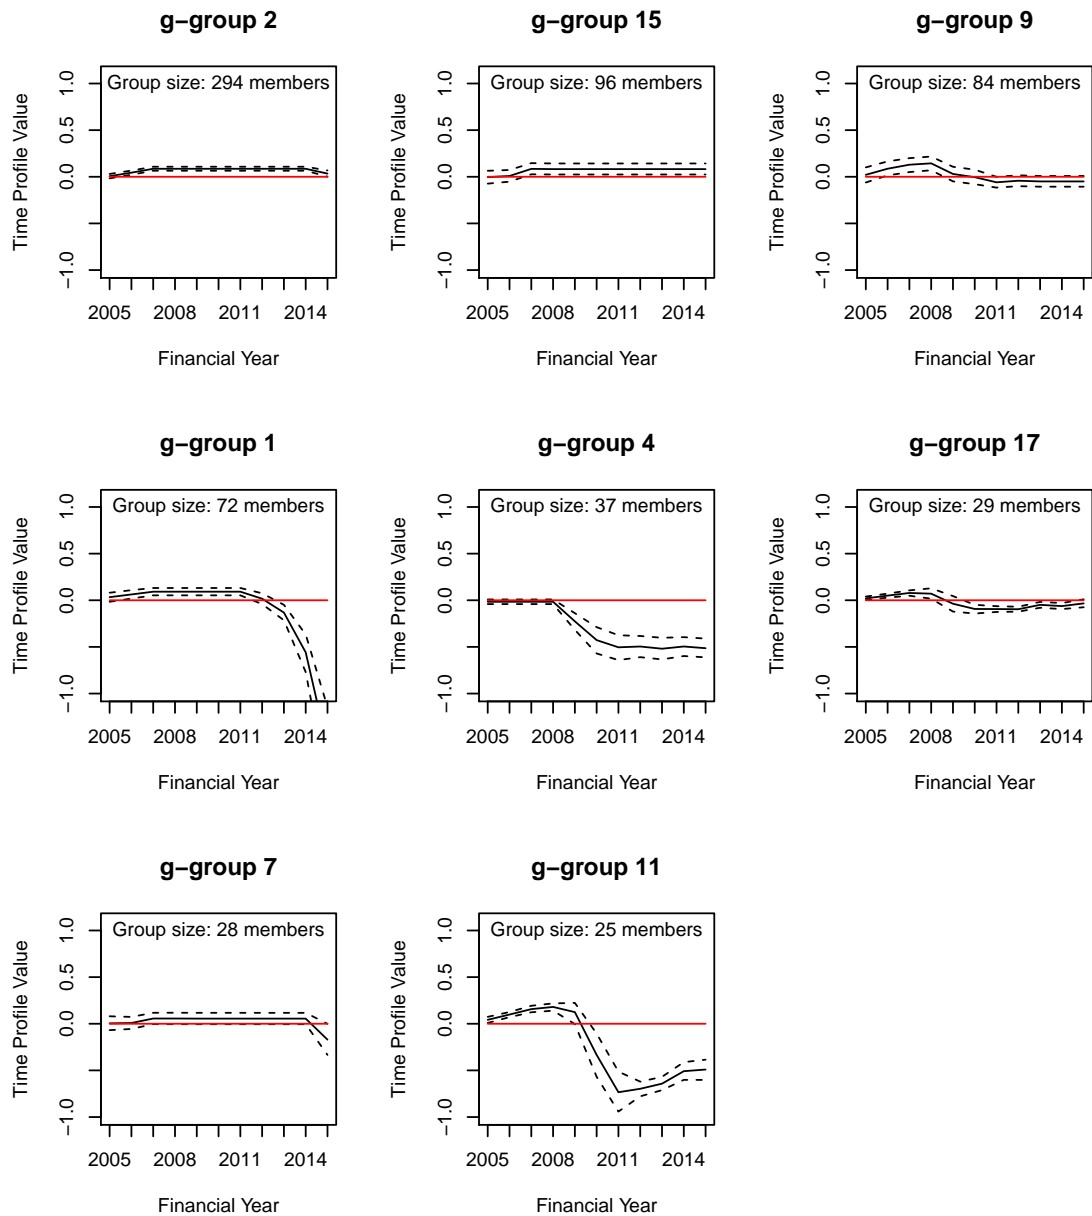 g−group 2
Group size: 294 members
Time Profile Value
1.0
0.5
0.0
−1.0
2005 2008 2011 2014
Financial Year
g−group 15
Group size: 96 members
Time Profile Value
1.0
0.5
0.0
−1.0
2005 2008 2011 2014
Financial Year
g−group 9
Group size: 84 members
Time Profile Value
1.0
0.5
0.0
−1.0
2005 2008 2011 2014
Financial Year
g−group 1
Group size: 72 members
Time Profile Value
1.0
0.5
0.0
−1.0
2005 2008 2011 2014
Financial Year
g−group 4
Group size: 37 members
Time Profile Value
1.0
0.5
0.0
−1.0
2005 2008 2011 2014
Financial Year
g−group 17
Group size: 29 members
Time Profile Value
1.0
0.5
0.0
−1.0
2005 2008 2011 2014
Financial Year
g−group 7
Group size: 28 members
Time Profile Value
1.0
0.5
0.0
−1.0
2005 2008 2011 2014
Financial Year
g−group 11
Group size: 25 members
Time Profile Value
1.0
0.5
0.0
−1.0
2005 2008 2011 2014
Financial Year